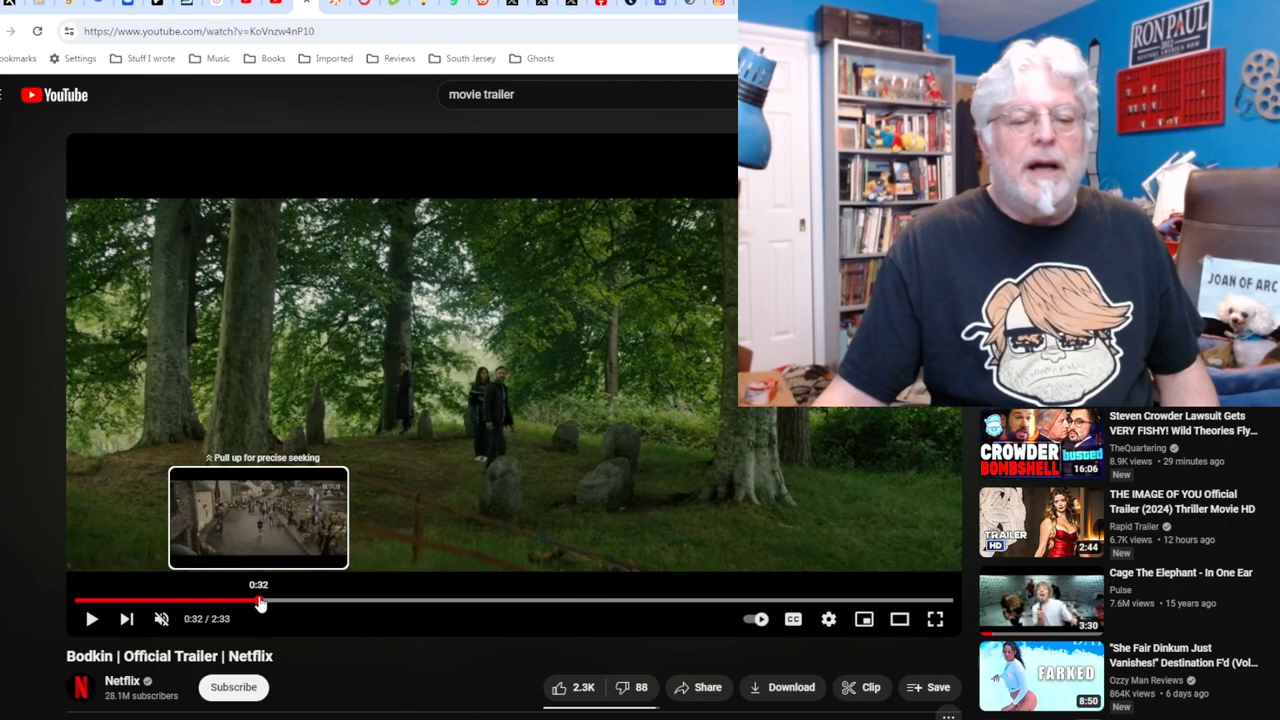 https://www.youtube.com/watch?v=KoVnzw4nP10
ookmarks Settings Stuff I wrote Music Books Imported Reviews South Jersey Ghosts
YouTube
movie trailer
RON PAUL
2012
RESTORE AMERICA NOW
JOAN OF ARC
Pull up for precise seeking
NETFLIX
0:32
0:32 / 2:33
CC
Bodkin | Official Trailer | Netflix
Netflix
28.1M subscribers
Subscribe
2.3K
88
Share
Download
Clip
Save
CROWDER
BOMBSHELL
busted
16:06
Steven Crowder Lawsuit Gets
VERY FISHY! Wild Theories Fly...
TheQuartering
8.9K views • 29 minutes ago
New
TRAILER
HD
2:44
THE IMAGE OF YOU Official
Trailer (2024) Thriller Movie HD
Rapid Trailer
6.7K views • 12 hours ago
New
3:30
Cage The Elephant - In One Ear
Pulse
7.6M views • 15 years ago
FARKED
8:50
"She Fair Dinkum Just
Vanishes!" Destination F'd (Vol...
Ozzy Man Reviews
864K views • 6 days ago
New